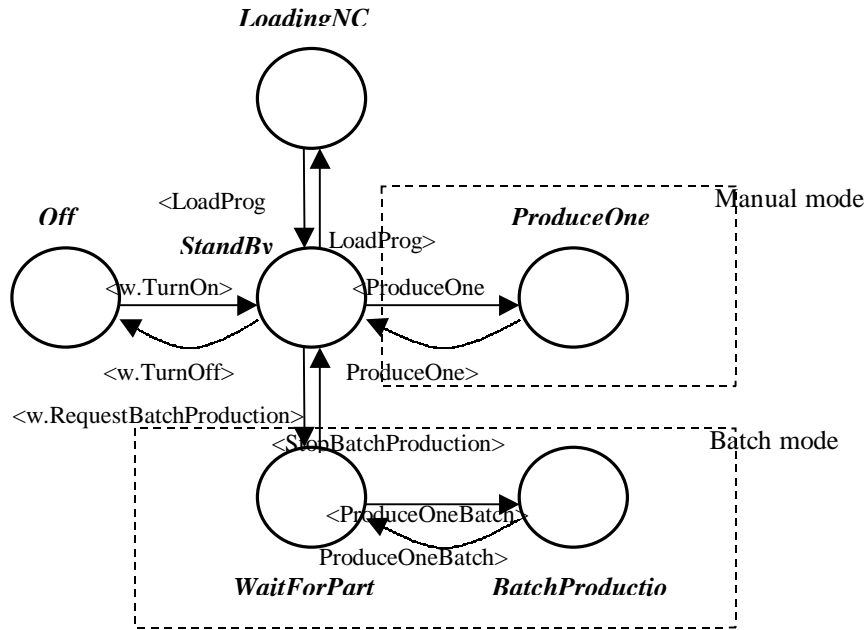 LoadingNC
<LoadProg
Manual mode
Off
ProduceOne
StandBy
LoadProg>
<w.TurnOn>
<ProduceOne
<w.TurnOff>
ProduceOne>
<w.RequestBatchProduction>
<StopBatchProduction>
Batch mode
<ProduceOneBatch>
ProduceOneBatch>
WaitForPart
BatchProductio